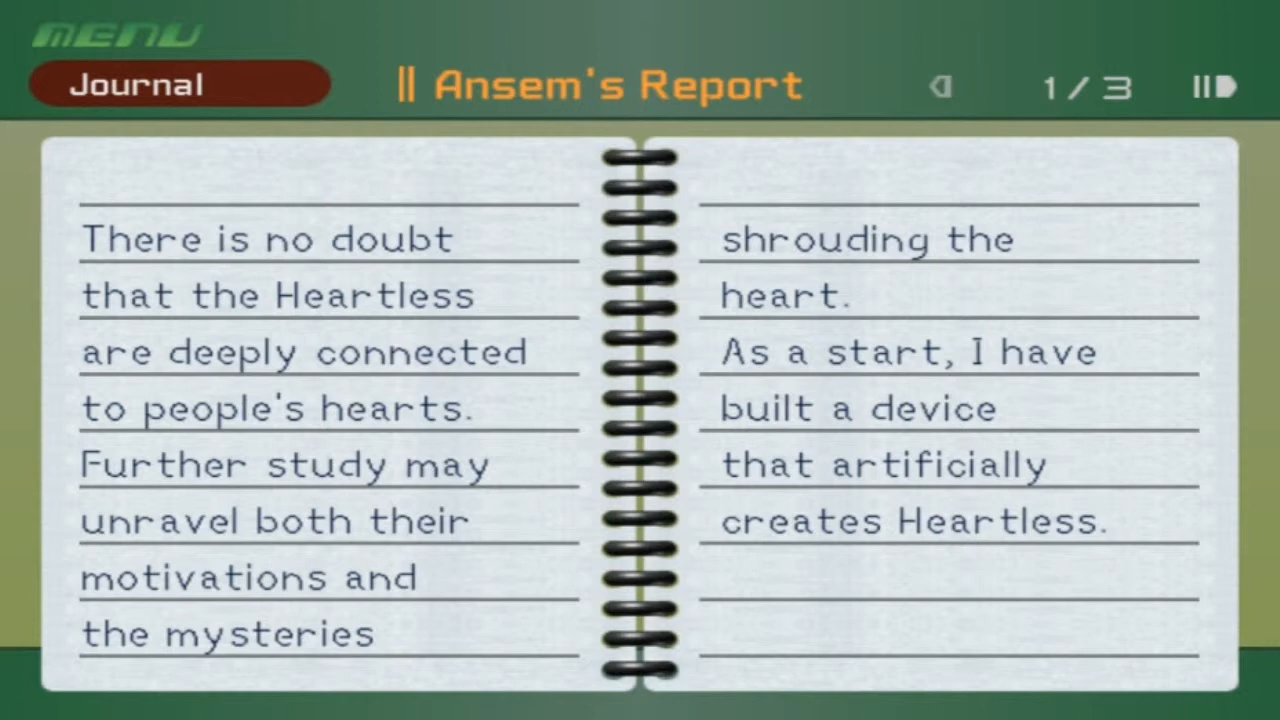 MENU
Journal
Ansem's Report
1 / 3
There is no doubt
that the Heartless
are deeply connected
to people's hearts.
Further study may
unravel both their
motivations and
the mysteries
shrouding the
heart.
As a start, I have
built a device
that artificially
creates Heartless.